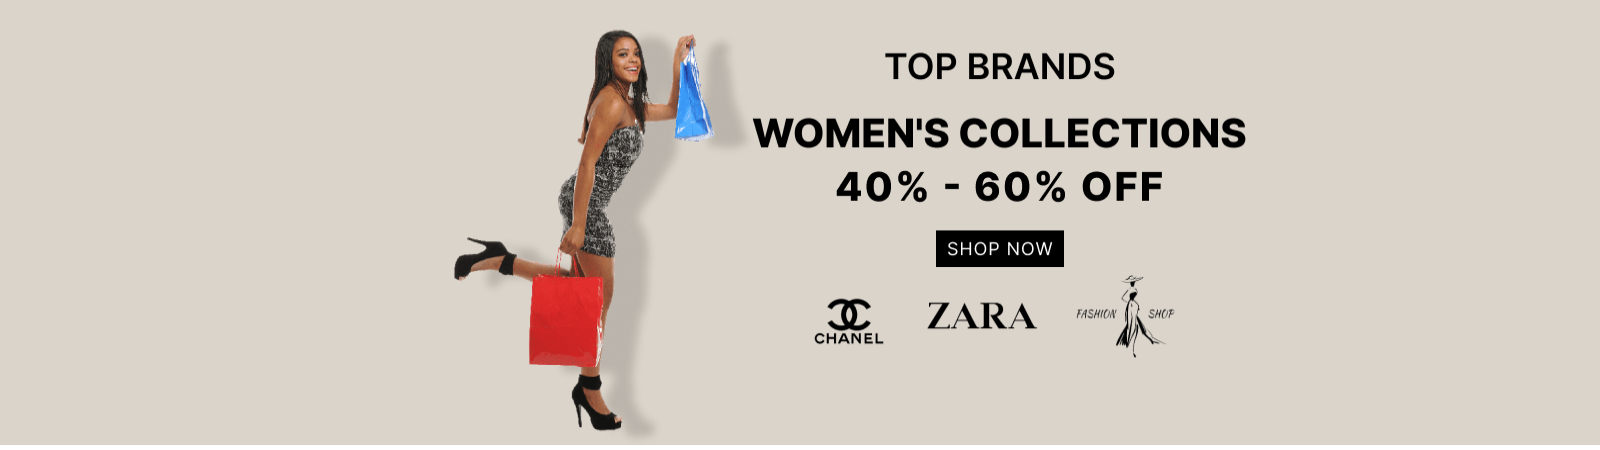 TOP BRANDS
WOMEN'S COLLECTIONS
40% - 60% OFF
SHOP NOW
CHANEL
ZARA
FASHION SHOP